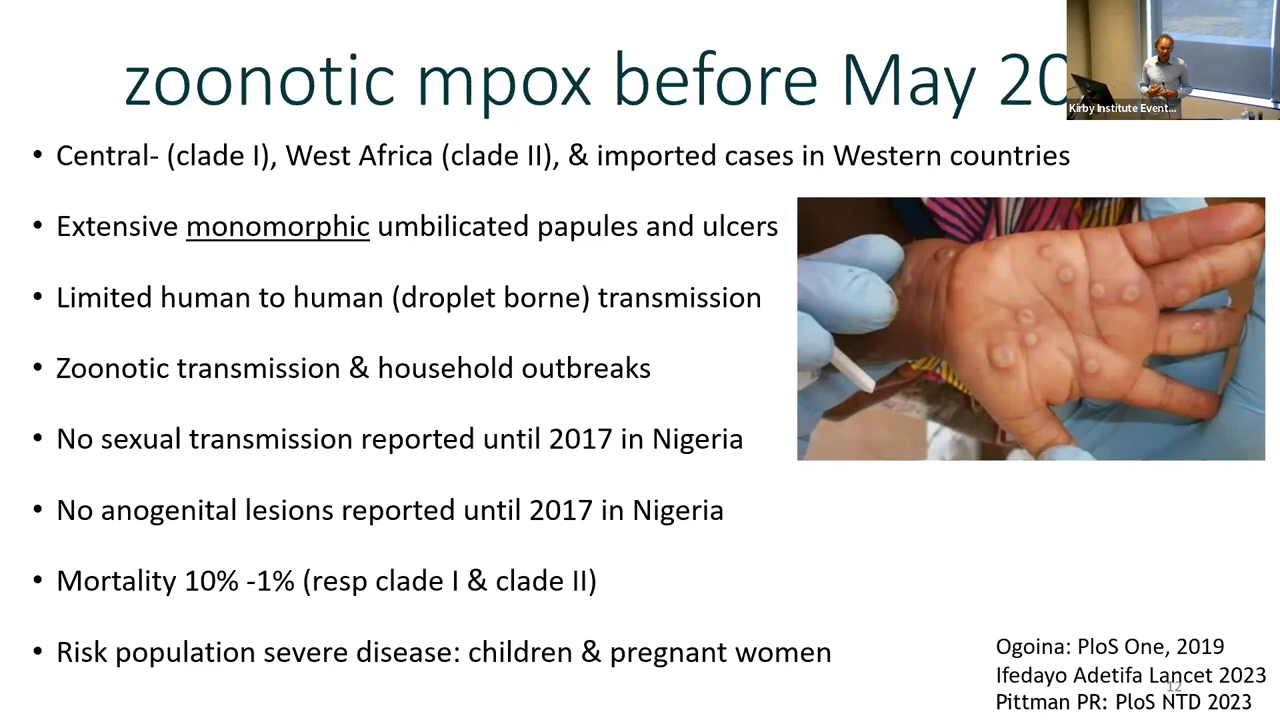 zoonotic mpox before May 20
Kirby Institute Event...
• Central- (clade I), West Africa (clade II), & imported cases in Western countries
• Extensive monomorphic umbilicated papules and ulcers
• Limited human to human (droplet borne) transmission
• Zoonotic transmission & household outbreaks
• No sexual transmission reported until 2017 in Nigeria
• No anogenital lesions reported until 2017 in Nigeria
• Mortality 10% -1% (resp clade I & clade II)
• Risk population severe disease: children & pregnant women
Ogoina: PloS One, 2019
Ifedayo Adetifa Lancet 2023
12
Pittman PR: PloS NTD 2023